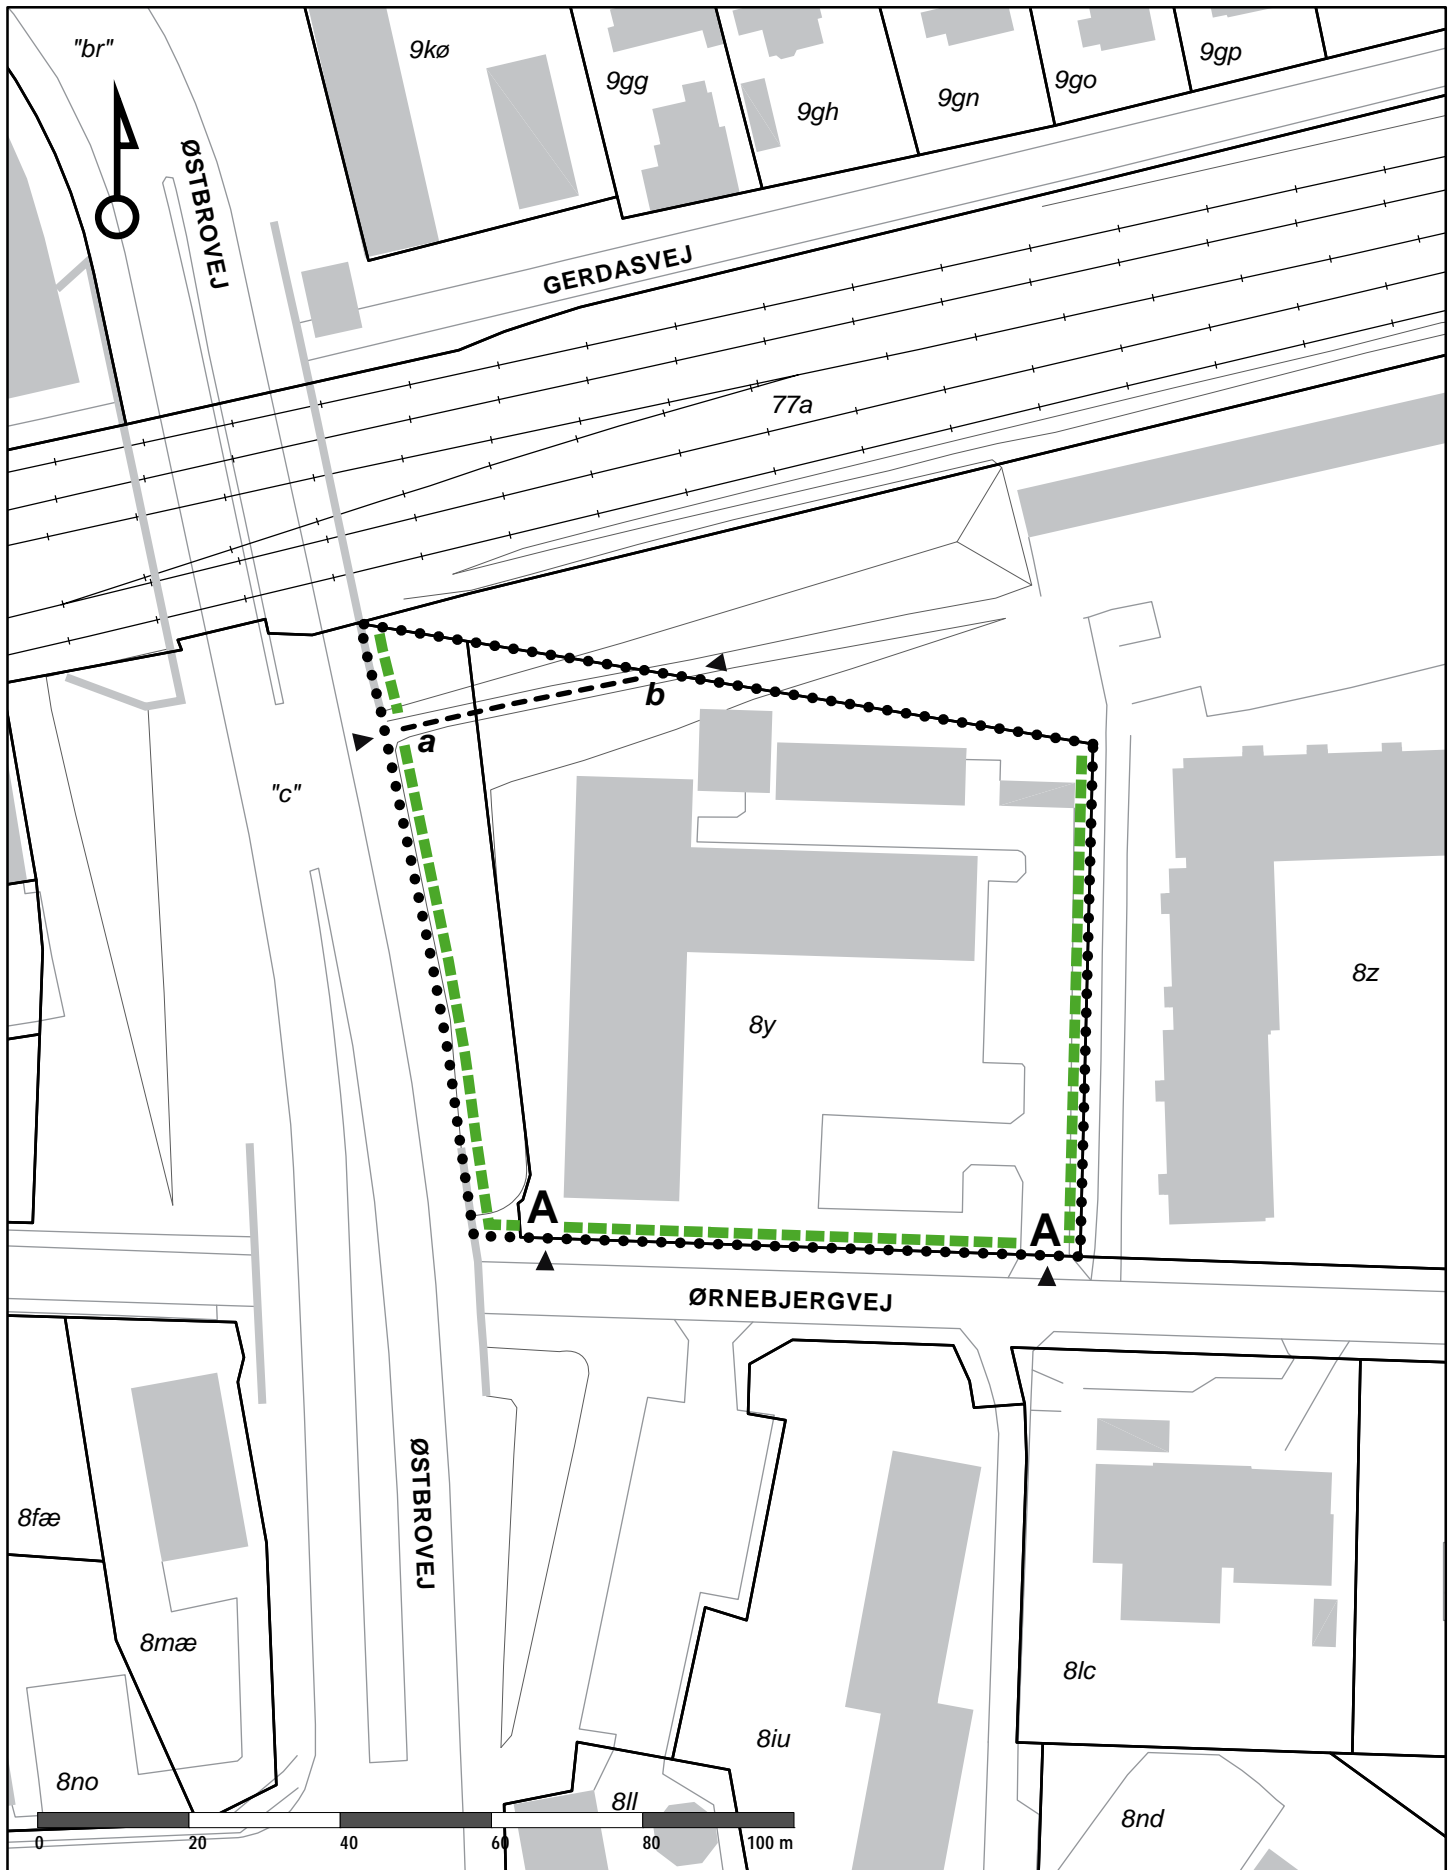 "br"
9kø
9gg
9gh
9gn
9go
9gp
ØSTBROVEJ
GERDASVEJ
77a
b
a
"c"
8z
8y
A
A
ØRNEBJERGVEJ
ØSTBROVEJ
8fæ
8mæ
8lc
8iu
8no
8ll
8nd
0 20 40 60 80 100 m